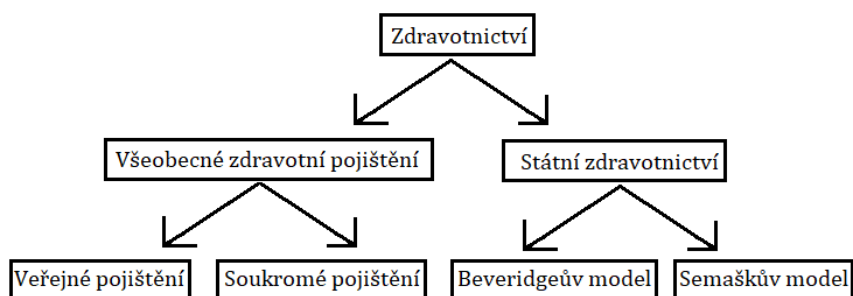 Zdravotnictví
Všeobecné zdravotní pojištění
Státní zdravotnictví
Veřejné pojištění
Soukromé pojištění
Beveridgeův model
Semaškův model